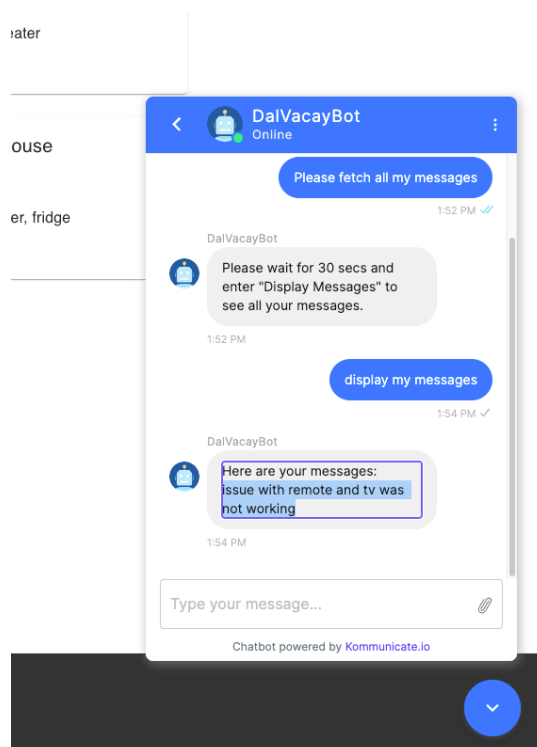 ouse
er, fridge
DalVacayBot
Online
Please fetch all my messages
1:52 PM
DalVacayBot
Please wait for 30 secs and
enter "Display Messages" to
see all your messages.
1:52 PM
display my messages
1:54 PM
DalVacayBot
Here are your messages:
issue with remote and tv was
not working
1:54 PM
Type your message...
Chatbot powered by Kommunicate.io